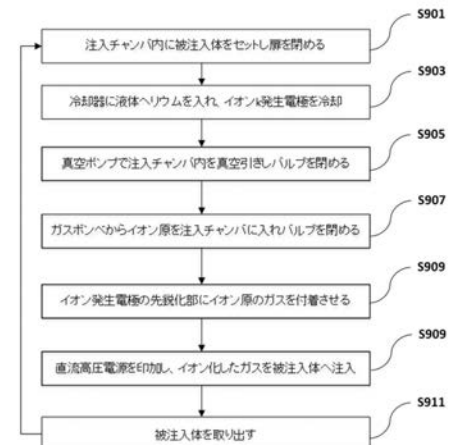 S901
注入チャンバ内に被注入体をセットし扉を閉める
S903
冷却器に液体ヘリウムを入れ、イオンk発生電極を冷却
S905
真空ポンプで注入チャンバ内を真空引きしバルブを閉める
S907
ガスボンベからイオン原を注入チャンバに入れバルブを閉める
S909
イオン発生電極の先鋭化部にイオン原のガスを付着させる
S909
直流高圧電源を印加し、イオン化したガスを被注入体へ注入
S911
被注入体を取り出す